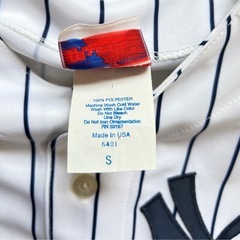 100% POLYESTER
Machine Wash Cold Water
Wash With Like Color
Do Not Bleach
Line Dry
Do Not Iron Ornamentation
RN 53157
Made in USA
6401
S